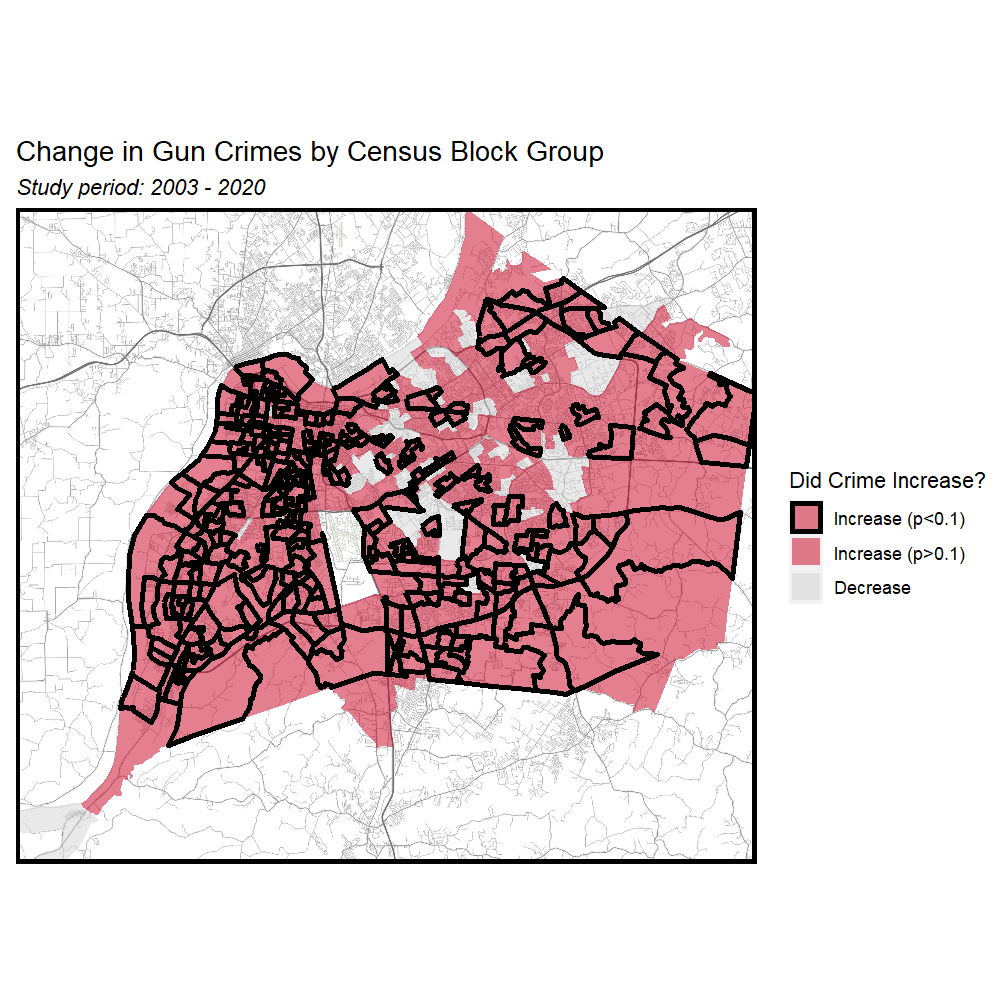 Change in Gun Crimes by Census Block Group
Study period: 2003 - 2020
Did Crime Increase?
Increase (p<0.1)
Increase (p>0.1)
Decrease